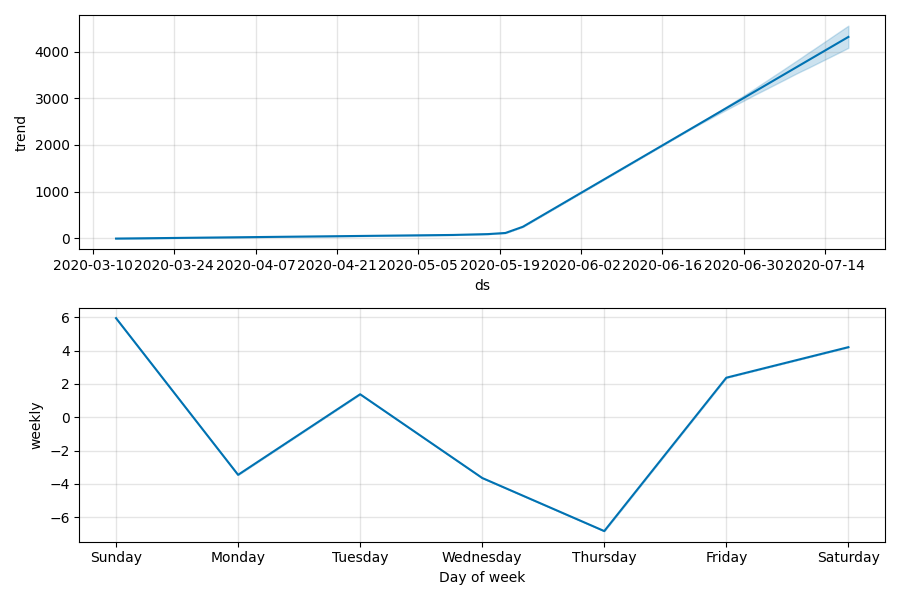 4000
3000
2000
1000
0
trend
2020-03-10 2020-03-24 2020-04-07 2020-04-21 2020-05-05 2020-05-19 2020-06-02 2020-06-16 2020-06-30 2020-07-14
ds
6
4
2
0
−2
−4
−6
weekly
Sunday Monday Tuesday Wednesday Thursday Friday Saturday
Day of week